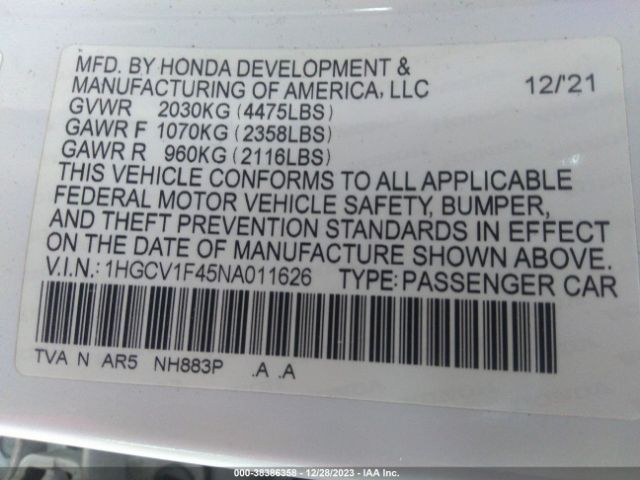 MFD. BY HONDA DEVELOPMENT &
MANUFACTURING OF AMERICA, LLC 12/'21
GVWR 2030KG (4475LBS)
GAWR F 1070KG (2358LBS)
GAWR R 960KG (2116LBS)
THIS VEHICLE CONFORMS TO ALL APPLICABLE
FEDERAL MOTOR VEHICLE SAFETY, BUMPER,
AND THEFT PREVENTION STANDARDS IN EFFECT
ON THE DATE OF MANUFACTURE SHOWN ABOVE.
V.I.N.: 1HGCV1F45NA011626 TYPE: PASSENGER CAR
TVA N AR5 NH883P .A .A
000-38386358 - 12/28/2023 - IAA Inc.